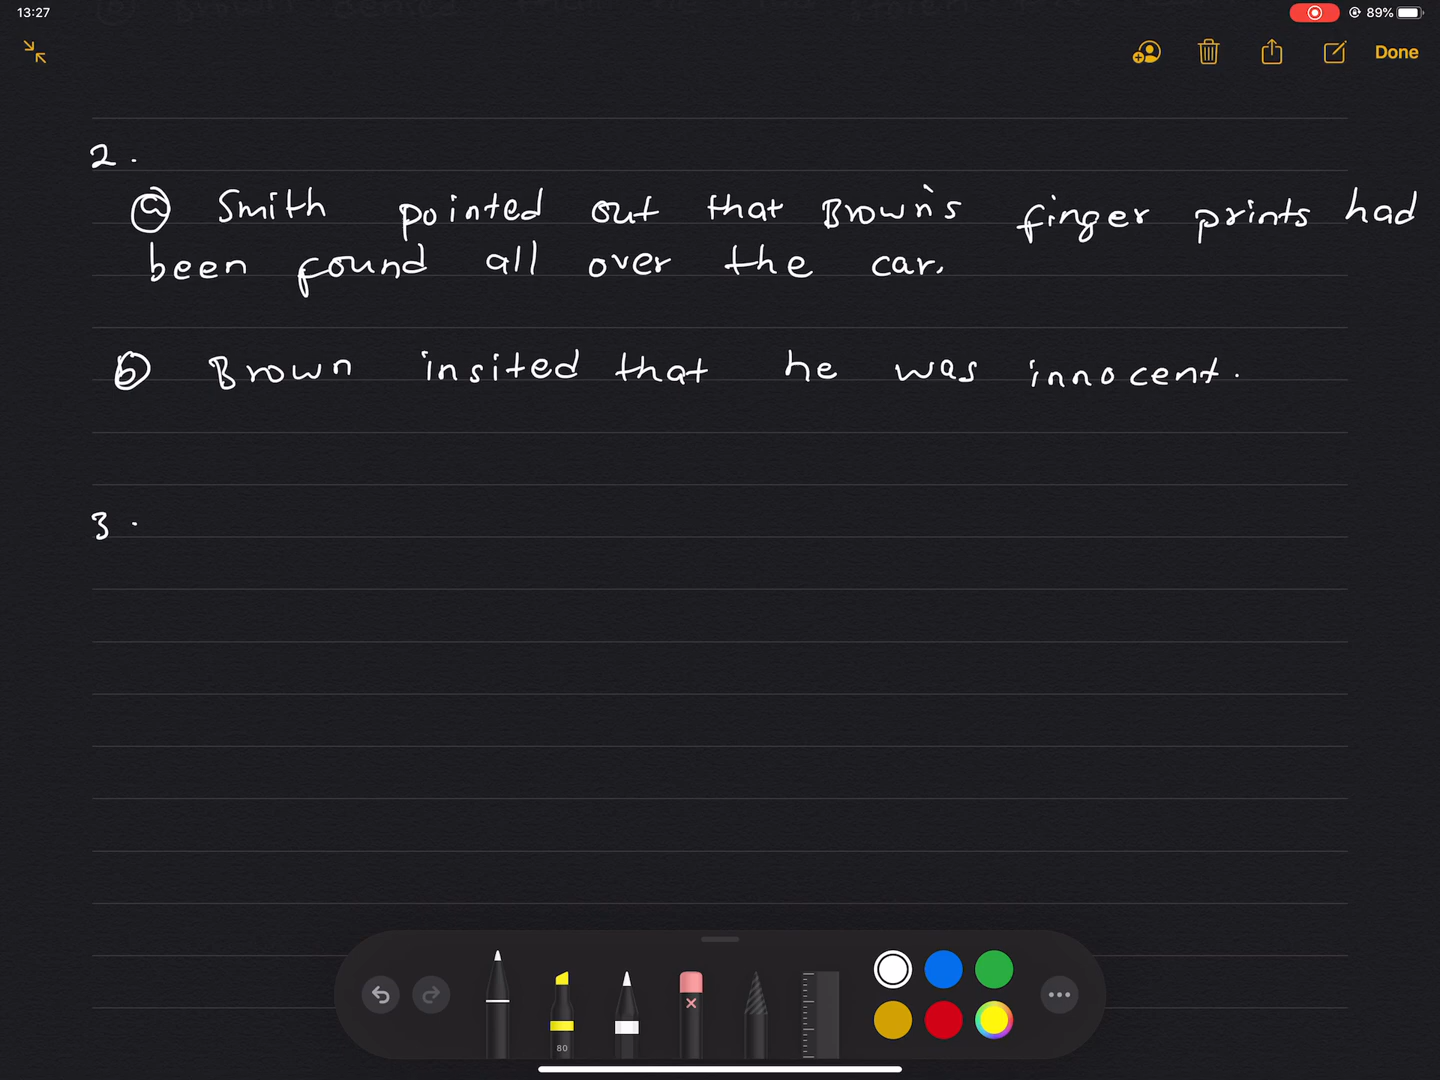 13:27
89%
Done
2.
ⓐ Smith pointed out that Brown's finger prints had
been found all over the car.
ⓑ Brown insited that he was innocent.
3.
80